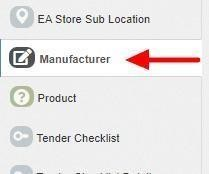 EA Store Sub Location
Manufacturer
Product
Tender Checklist